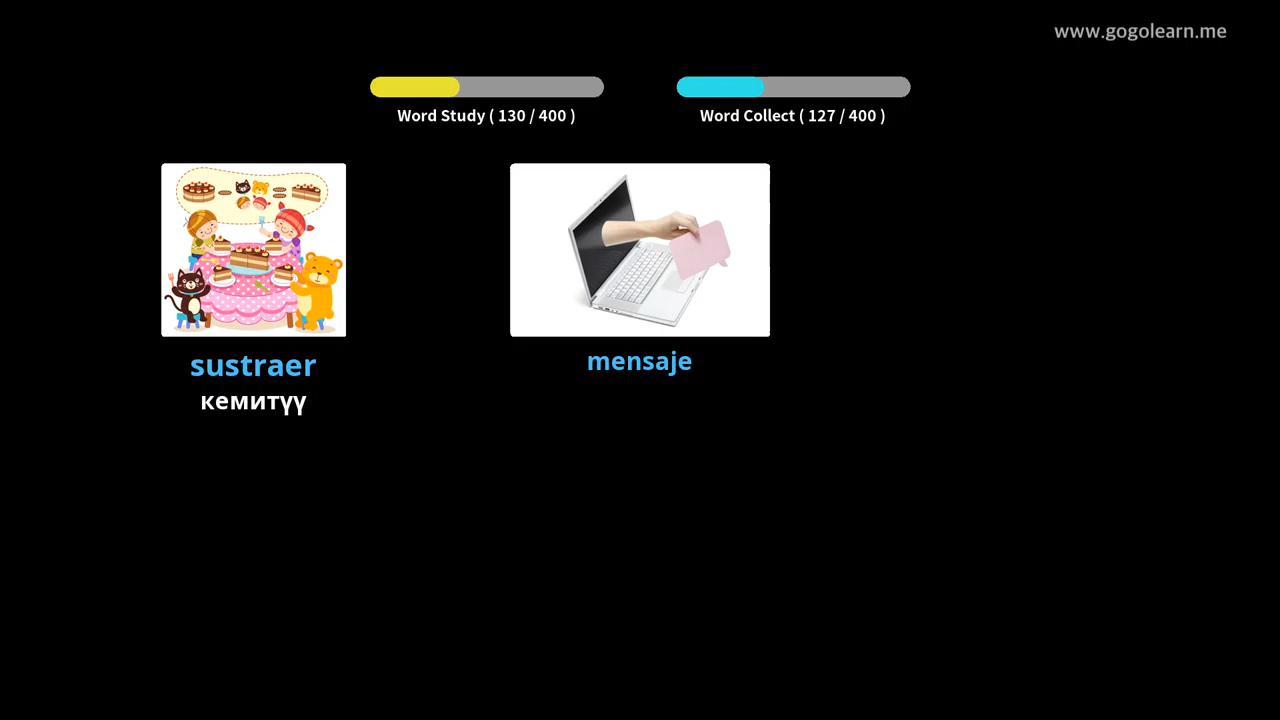 www.gogolearn.me
Word Study ( 130 / 400 )
Word Collect ( 127 / 400 )
sustraer
кемитүү
mensaje